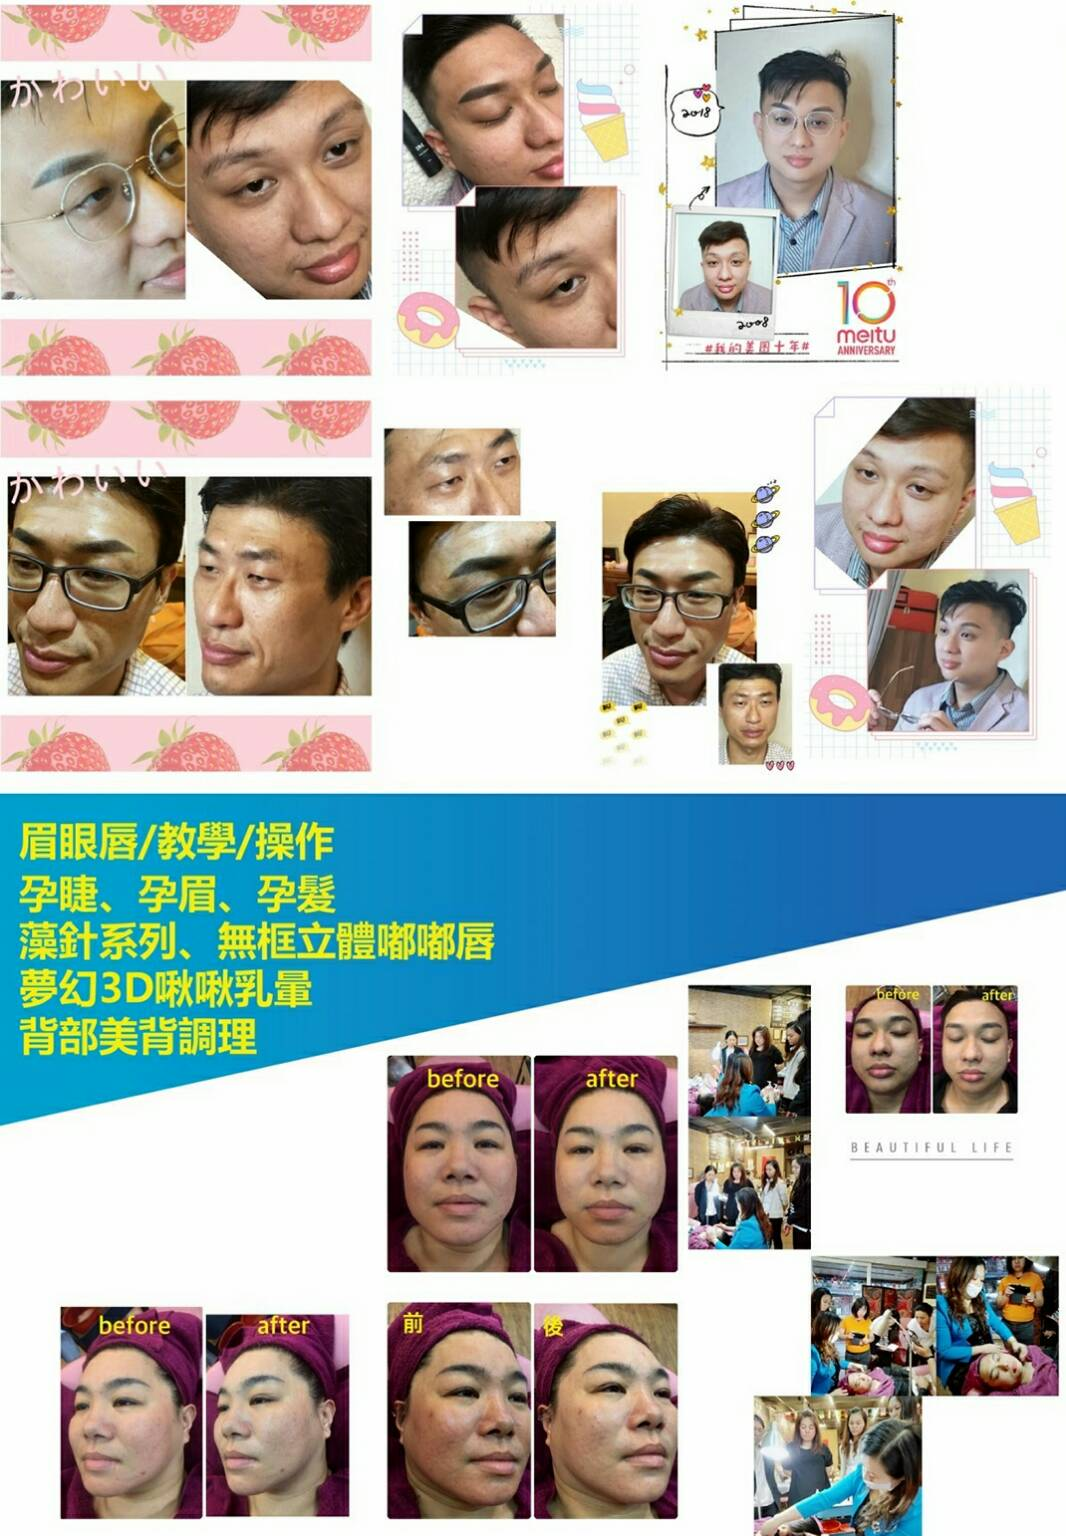 かわいい
2018
2008
#我的美图十年#
10th
meitu
ANNIVERSARY
かわいい
眉眼唇/教學/操作
孕睫、孕眉、孕髮
藻針系列、無框立體嘟嘟唇
夢幻3D啾啾乳暈
背部美背調理
before
after
BEAUTIFUL LIFE
before
after
before
after
前
後